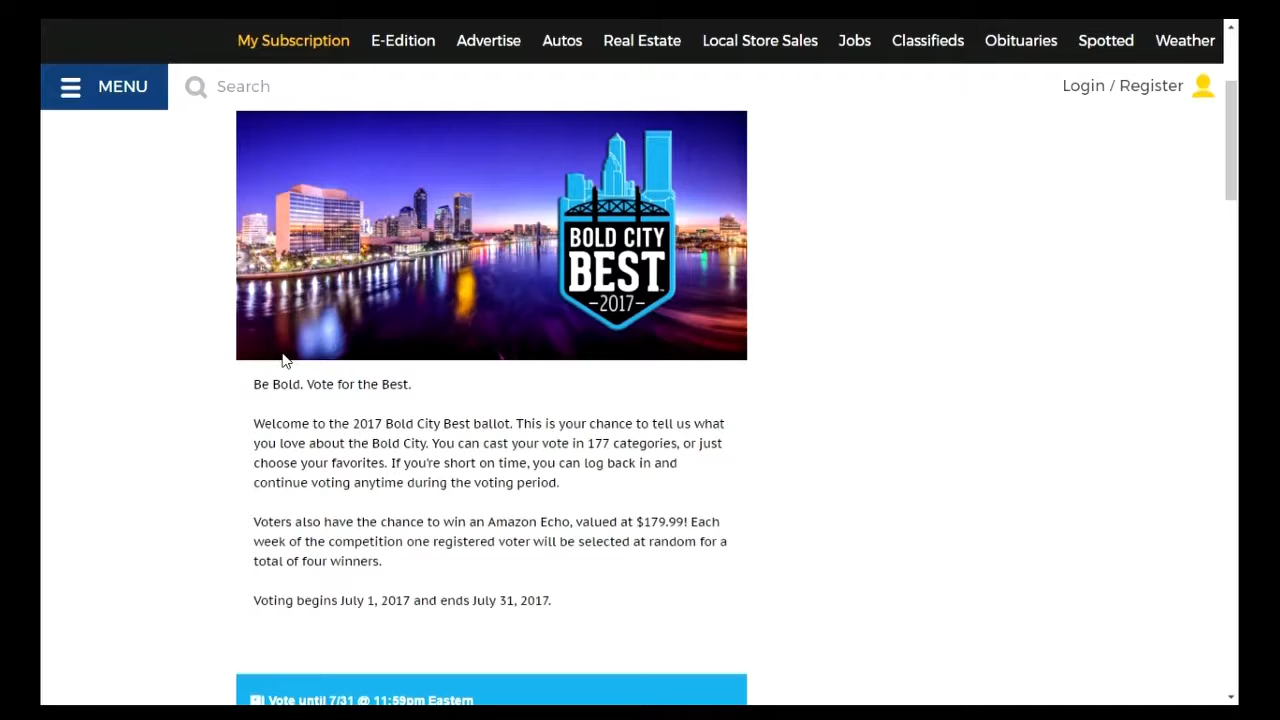 My Subscription E-Edition Advertise Autos Real Estate Local Store Sales Jobs Classifieds Obituaries Spotted Weather
MENU Search Login / Register
BOLD CITY
BEST
-2017-
Be Bold. Vote for the Best.
Welcome to the 2017 Bold City Best ballot. This is your chance to tell us what
you love about the Bold City. You can cast your vote in 177 categories, or just
choose your favorites. If you're short on time, you can log back in and
continue voting anytime during the voting period.
Voters also have the chance to win an Amazon Echo, valued at $179.99! Each
week of the competition one registered voter will be selected at random for a
total of four winners.
Voting begins July 1, 2017 and ends July 31, 2017.
Vote until 7/31 @ 11:59pm Eastern